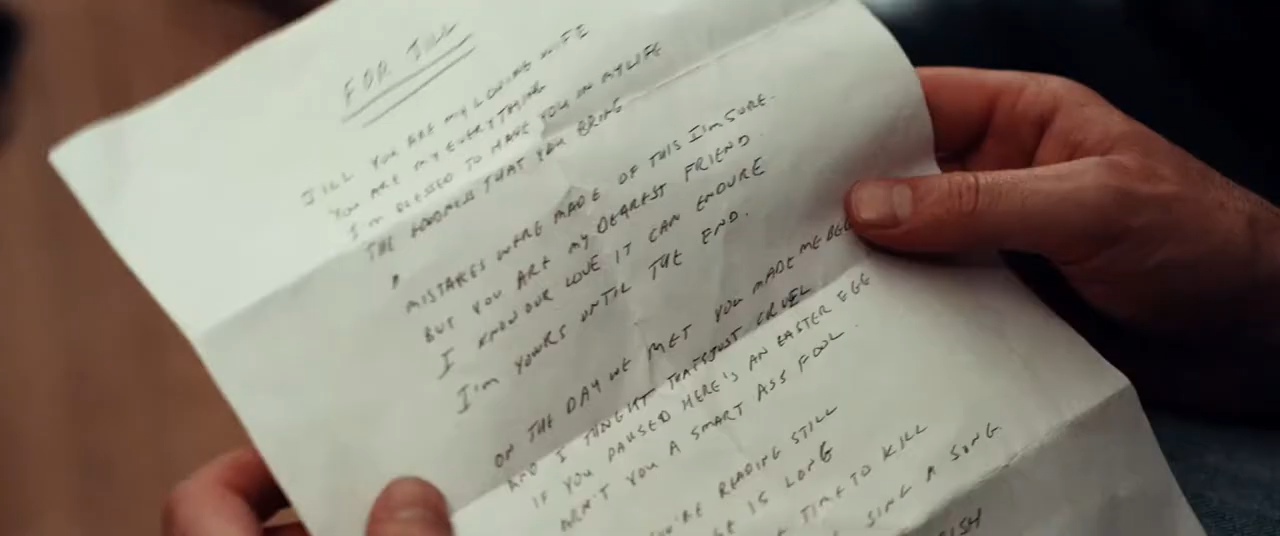 FOR JILL
JILL YOU ARE MY LOVING WIFE
YOU ARE MY EVERYTHING
I'M BLESSED TO HAVE YOU IN MY LIFE
THE GOODNESS THAT YOU BRING
MISTAKES WERE MADE OF THIS I'M SURE.
BUT YOU ARE MY DEAREST FRIEND
I KNOW OUR LOVE IT CAN ENDURE
I'M YOURS UNTIL THE END.
ON THE DAY WE MET YOU MADE ME
AND I THOUGHT THATS JUST CRUEL
IF YOU PAUSED HERE'S AN EASTER EGG
ARN'T YOU A SMART ASS FOOL.
READING STILL
IS LONG
TIME TO KILL
SING A SONG